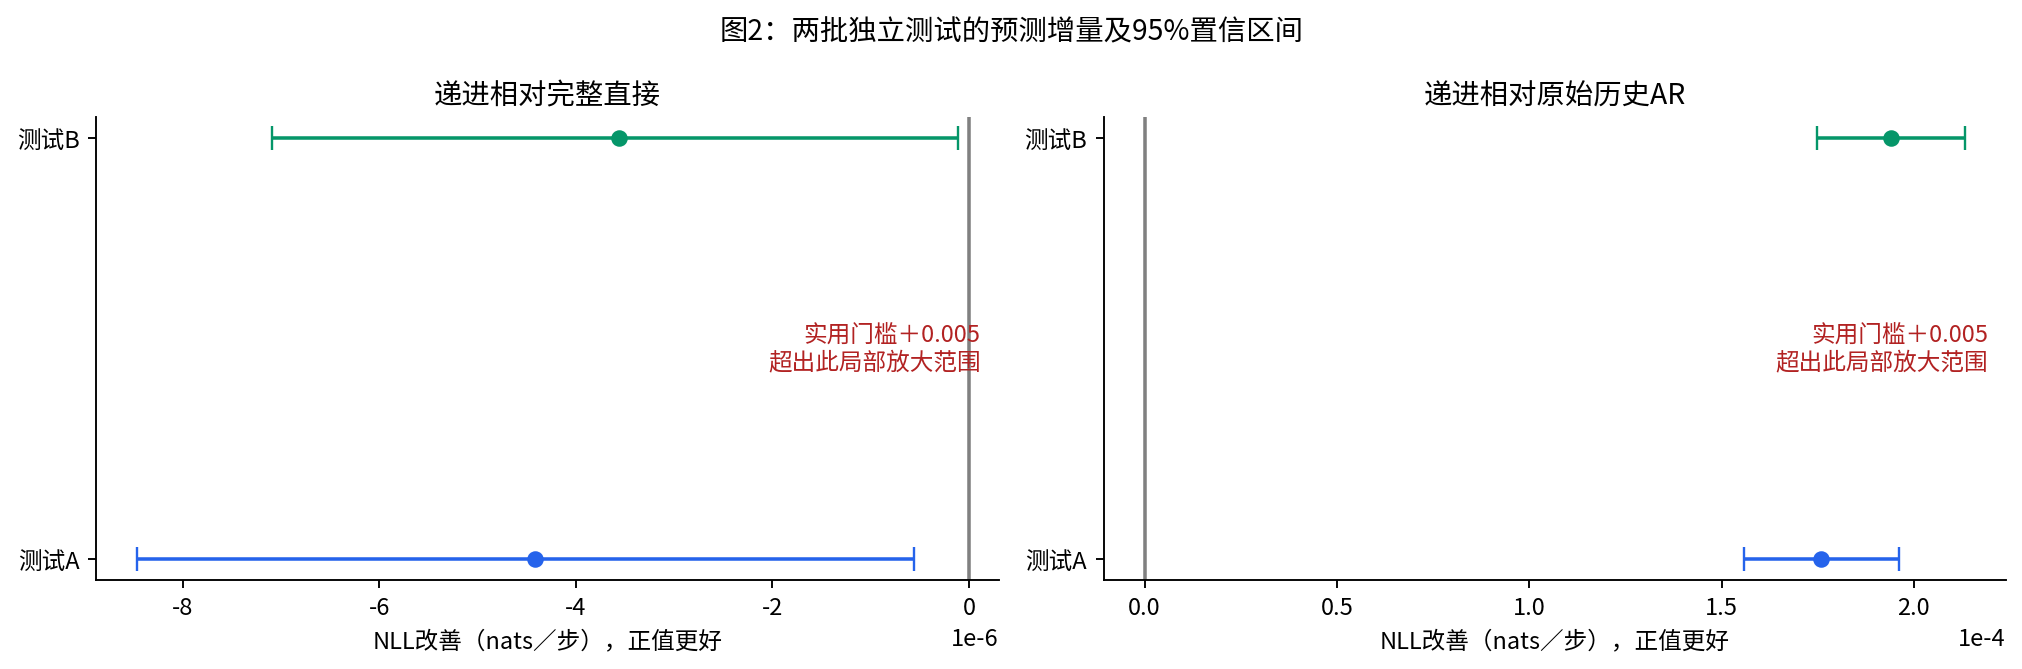 图2：两批独立测试的预测增量及95%置信区间
递进相对完整直接
测试B
实用门槛＋0.005
超出此局部放大范围
测试A
-8
-6
-4
-2
0
1e-6
NLL改善（nats／步），正值更好
递进相对原始历史AR
测试B
实用门槛＋0.005
超出此局部放大范围
测试A
0.0
0.5
1.0
1.5
2.0
1e-4
NLL改善（nats／步），正值更好